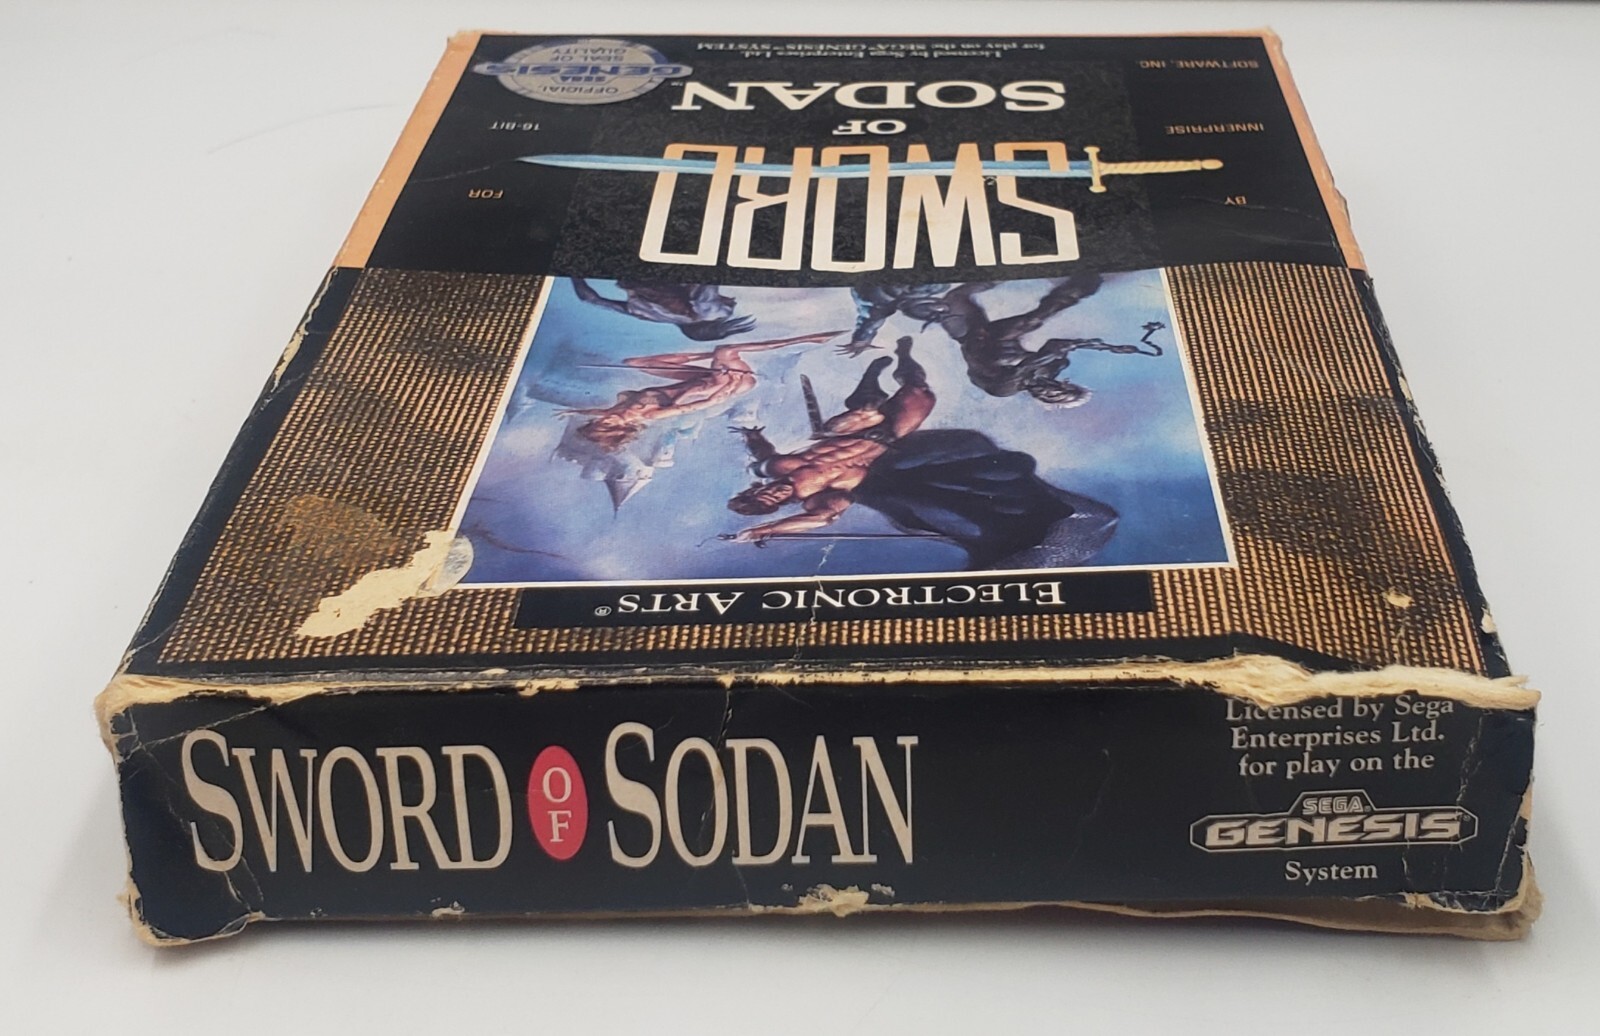 Licensed by Sega Enterprises Ltd.
for play on the SEGA® GENESIS™ SYSTEM
OFFICIAL
SEGA
GENESIS
SEAL OF
QUALITY
SODAN™
OF
SWORD
BY
INNERPRISE
SOFTWARE, INC.
FOR
16-BIT
ELECTRONIC ARTS®
SWORD OF SODAN
Licensed by Sega
Enterprises Ltd.
for play on the
SEGA®
GENESIS®
System